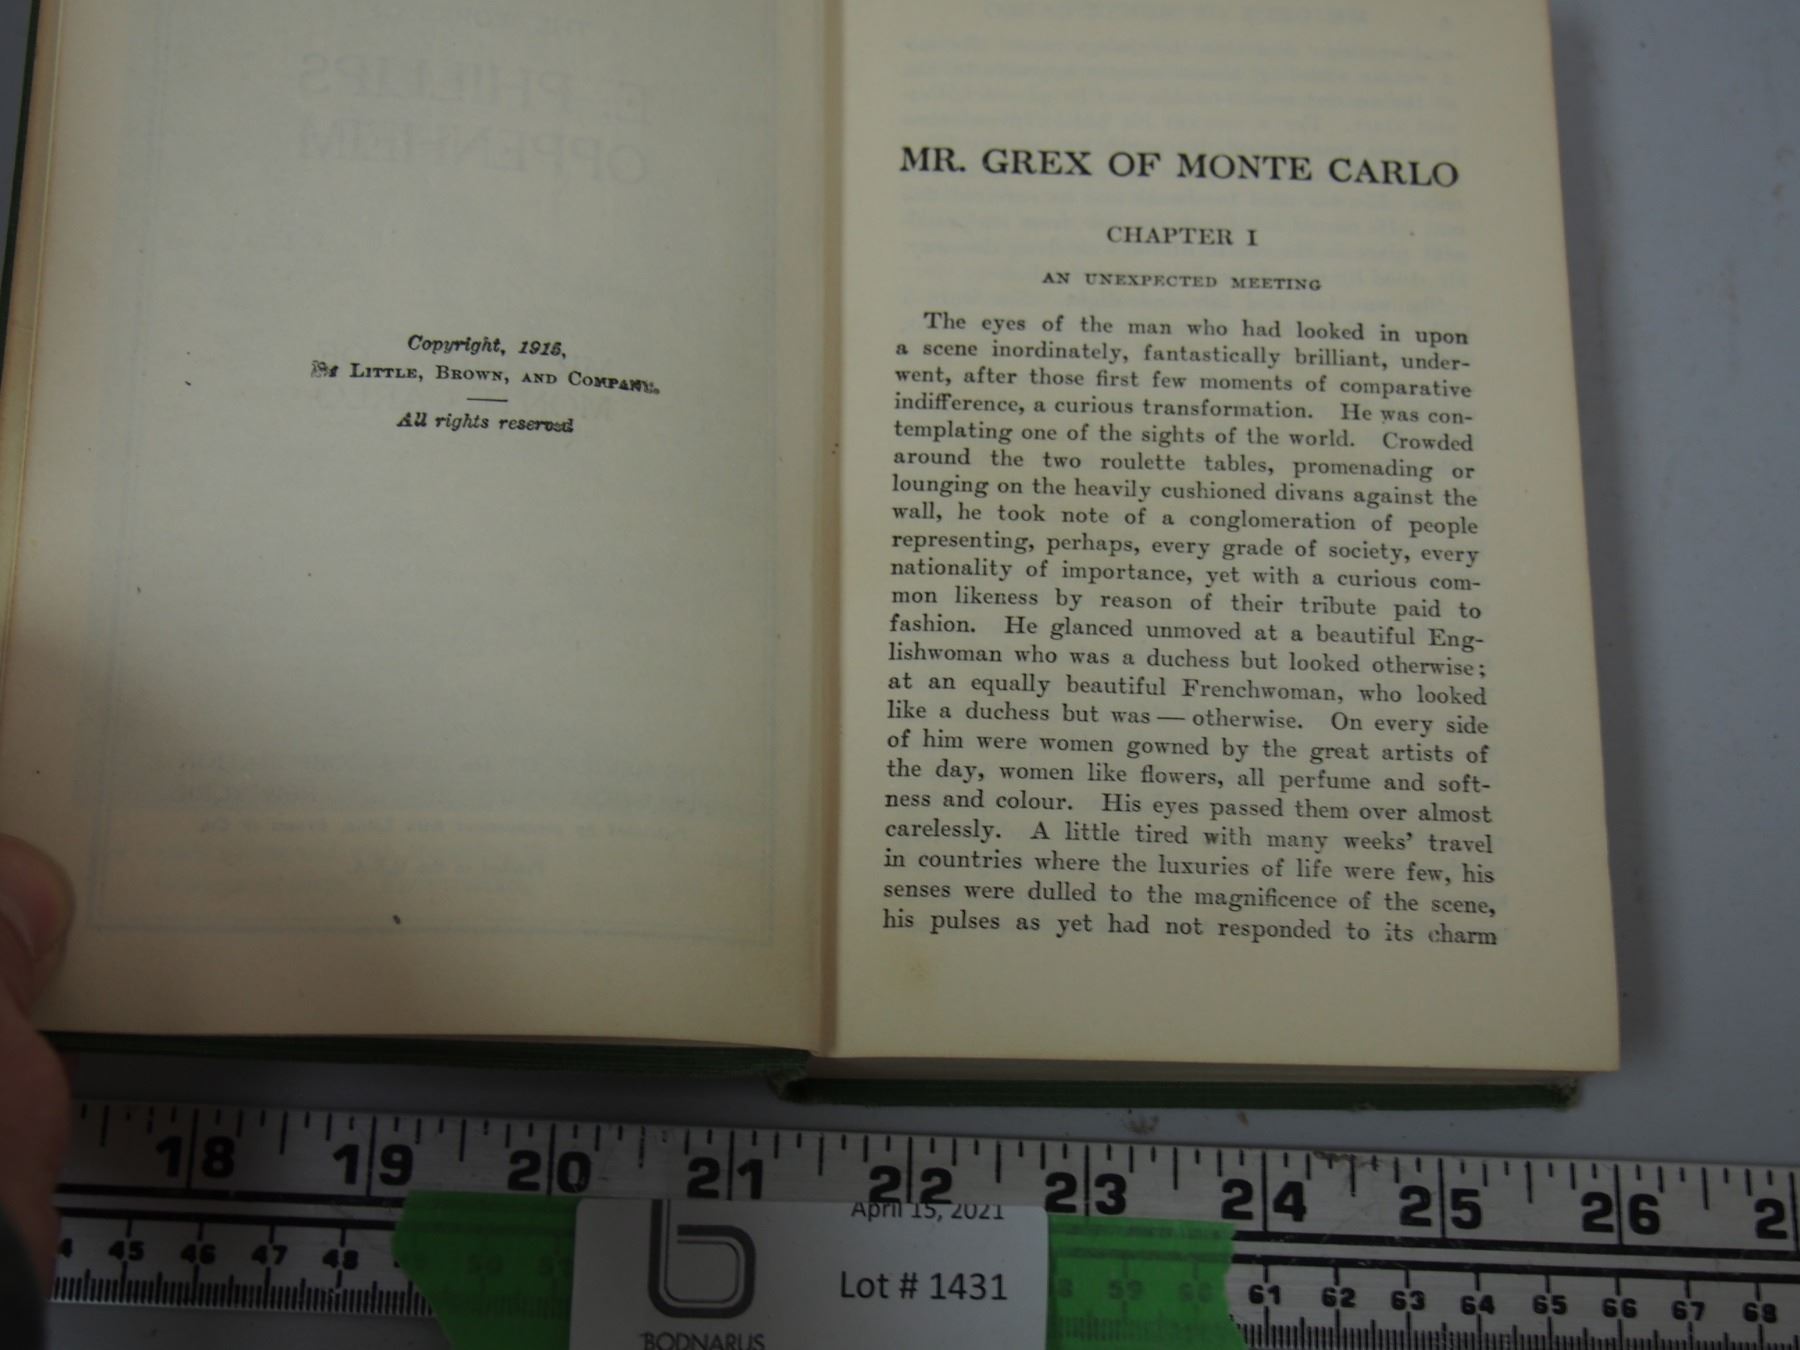 E. PHILLIPS
OPPENHEIM
Copyright, 1915,
By LITTLE, BROWN, AND COMPANY.
All rights reserved
MR. GREX OF MONTE CARLO
CHAPTER I
AN UNEXPECTED MEETING
The eyes of the man who had looked in upon
a scene inordinately, fantastically brilliant, under-
went, after those first few moments of comparative
indifference, a curious transformation. He was con-
templating one of the sights of the world. Crowded
around the two roulette tables, promenading or
lounging on the heavily cushioned divans against the
wall, he took note of a conglomeration of people
representing, perhaps, every grade of society, every
nationality of importance, yet with a curious com-
mon likeness by reason of their tribute paid to
fashion. He glanced unmoved at a beautiful Eng-
lishwoman who was a duchess but looked otherwise;
at an equally beautiful Frenchwoman, who looked
like a duchess but was — otherwise. On every side
of him were women gowned by the great artists of
the day, women like flowers, all perfume and soft-
ness and colour. His eyes passed them over almost
carelessly. A little tired with many weeks' travel
in countries where the luxuries of life were few, his
senses were dulled to the magnificence of the scene,
his pulses as yet had not responded to its charm
18 19 20 21 22 23 24 25 26 2
4 45 46 47 48 59 60 61 62 63 64 65 66 67 68
April 15, 2021
Lot # 1431
BODNARUS